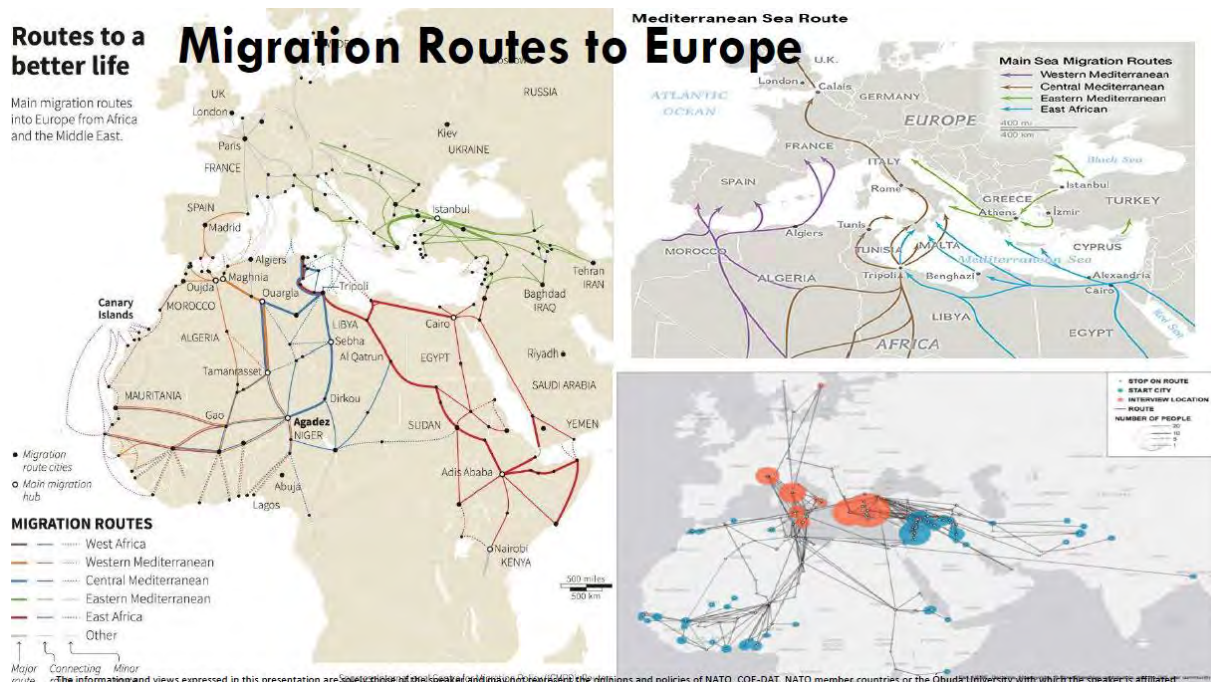 Migration Routes to Europe
Routes to a
better life
Main migration routes
into Europe from Africa
and the Middle East.
UK
London
Paris
FRANCE
SPAIN
Madrid
RUSSIA
Kiev
UKRAINE
Istanbul
Tehran
IRAN
Baghdad
IRAQ
Algiers
Maghnia
Oujda
Ouargla
Tripoli
MOROCCO
Canary
Islands
ALGERIA
LIBYA
Sebha
Al Qatrun
Cairo
EGYPT
Riyadh
SAUDI ARABIA
Tamanrasset
MAURITANIA
Gao
Dirkou
Agadez
NIGER
SUDAN
YEMEN
Adis Ababa
Abuja
Lagos
Nairobi
KENYA
Migration
route cities
Main migration
hub
MIGRATION ROUTES
West Africa
Western Mediterranean
Central Mediterranean
Eastern Mediterranean
East Africa
Other
Major
route
Connecting
Minor
500 miles
500 km
Mediterranean Sea Route
Main Sea Migration Routes
Western Mediterranean
Central Mediterranean
Eastern Mediterranean
East African
400 mi
400 km
U.K.
London
Calais
ATLANTIC
OCEAN
GERMANY
EUROPE
FRANCE
ITALY
Rome
SPAIN
Black Sea
Istanbul
GREECE
TURKEY
Athens
İzmir
Algiers
Tunis
TUNISIA
MALTA
CYPRUS
Mediterranean Sea
MOROCCO
ALGERIA
Tripoli
Benghazi
Alexandria
Cairo
LIBYA
EGYPT
Red Sea
AFRICA
STOP ON ROUTE
START CITY
INTERVIEW LOCATION
ROUTE
NUMBER OF PEOPLE
20
10
5
1
The information and views expressed in this presentation are solely those of the speaker and may not represent the opinions and policies of NATO, COE-DAT, NATO member countries or the Obuda University with which the speaker is affiliated